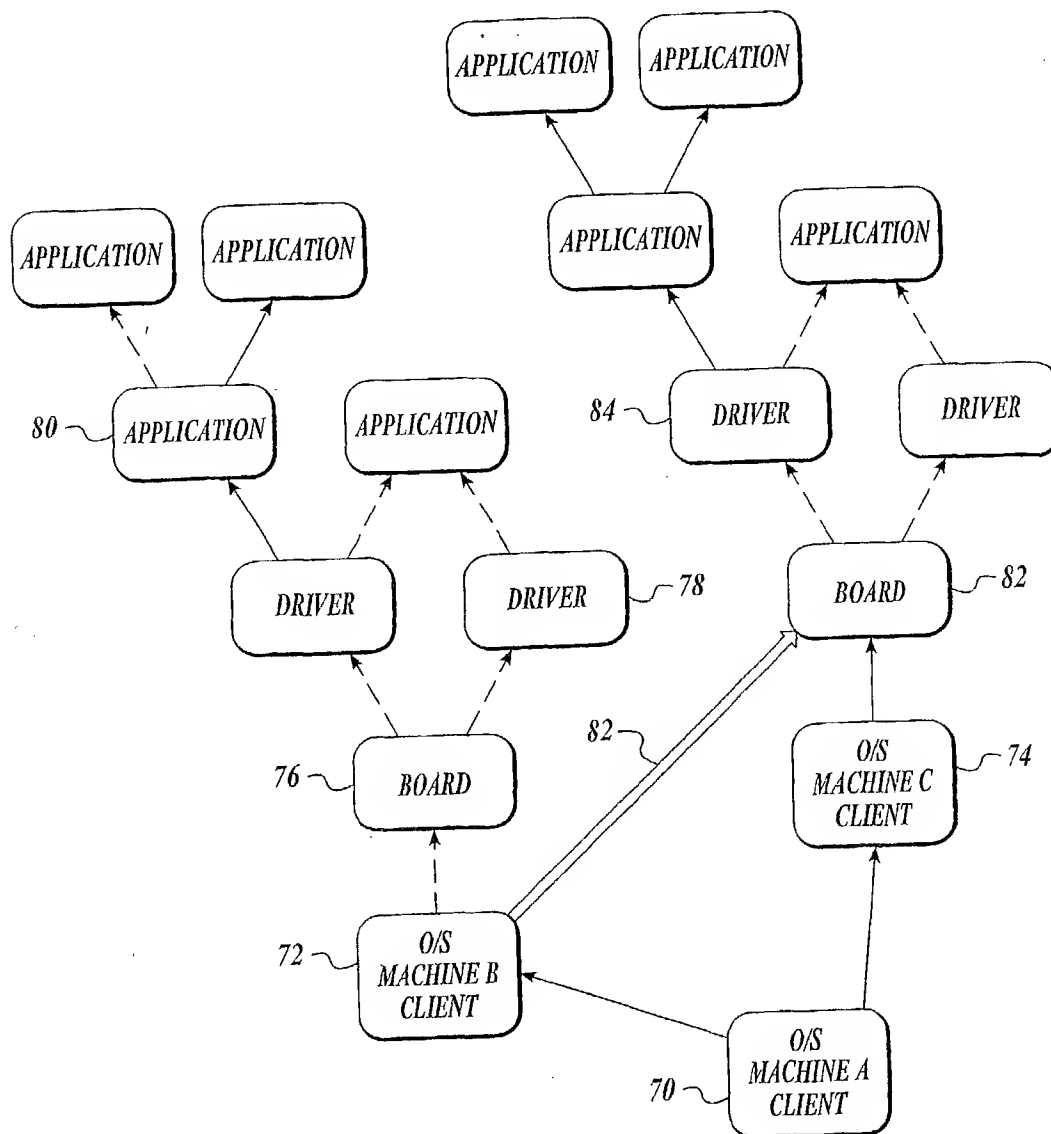 APPLICATION
APPLICATION
APPLICATION
APPLICATION
APPLICATION
APPLICATION
80
APPLICATION
APPLICATION
84
DRIVER
DRIVER
DRIVER
DRIVER
78
BOARD
82
76
BOARD
82
O/S
MACHINE C
CLIENT
74
72
O/S
MACHINE B
CLIENT
70
O/S
MACHINE A
CLIENT